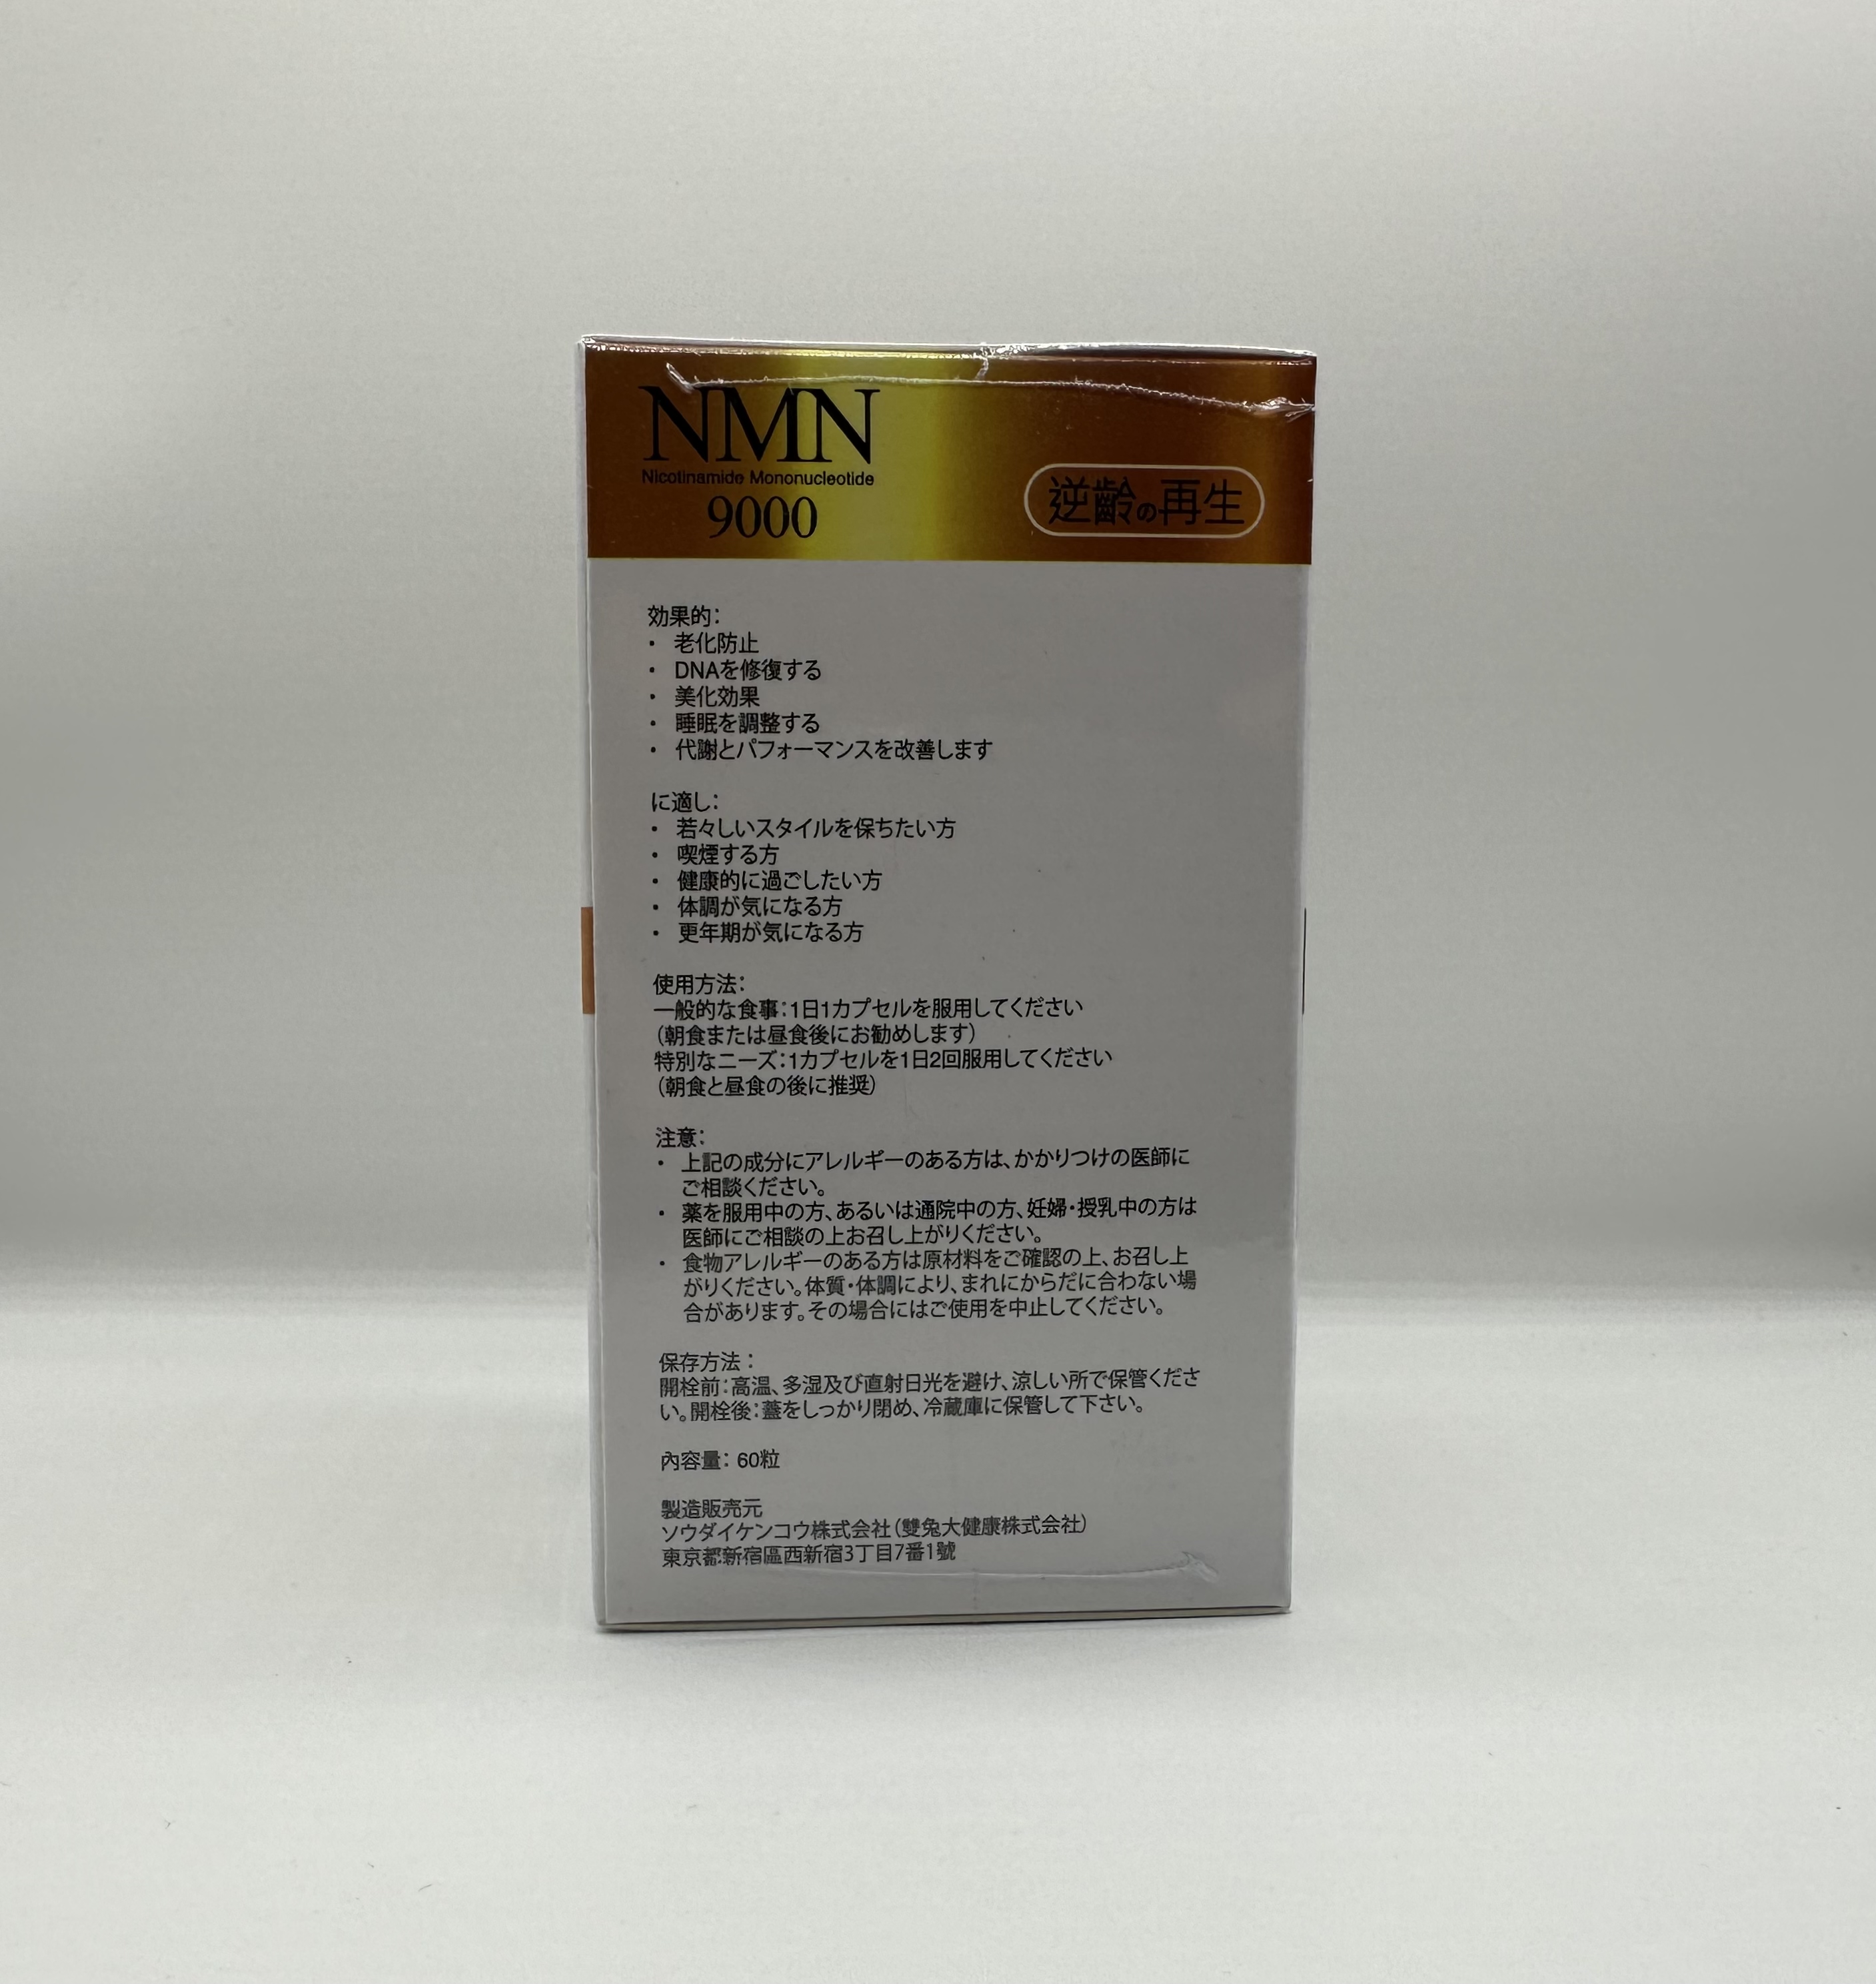 NMN
Nicotinamide Mononucleotide
9000
逆齡の再生
効果的：
・ 老化防止
・ DNAを修復する
・ 美化効果
・ 睡眠を調整する
・ 代謝とパフォーマンスを改善します
に適し：
・ 若々しいスタイルを保ちたい方
・ 喫煙する方
・ 健康的に過ごしたい方
・ 体調が気になる方
・ 更年期が気になる方
使用方法：
一般的な食事：1日1カプセルを服用してください
（朝食または昼食後にお勧めします）
特別なニーズ：1カプセルを1日2回服用してください
（朝食と昼食の後に推奨）
注意：
・ 上記の成分にアレルギーのある方は、かかりつけの医師に
ご相談ください。
・ 薬を服用中の方、あるいは通院中の方、妊婦・授乳中の方は
医師にご相談の上お召し上がりください。
・ 食物アレルギーのある方は原材料をご確認の上、お召し上
がりください。体質・体調により、まれにからだに合わない場
合があります。その場合にはご使用を中止してください。
保存方法：
開栓前：高温、多湿及び直射日光を避け、涼しい所で保管くださ
い。開栓後：蓋をしっかり閉め、冷蔵庫に保管して下さい。
內容量： 60粒
製造販売元
ソウダイケンコウ株式会社（雙兔大健康株式会社）
東京都新宿區西新宿3丁目7番1號